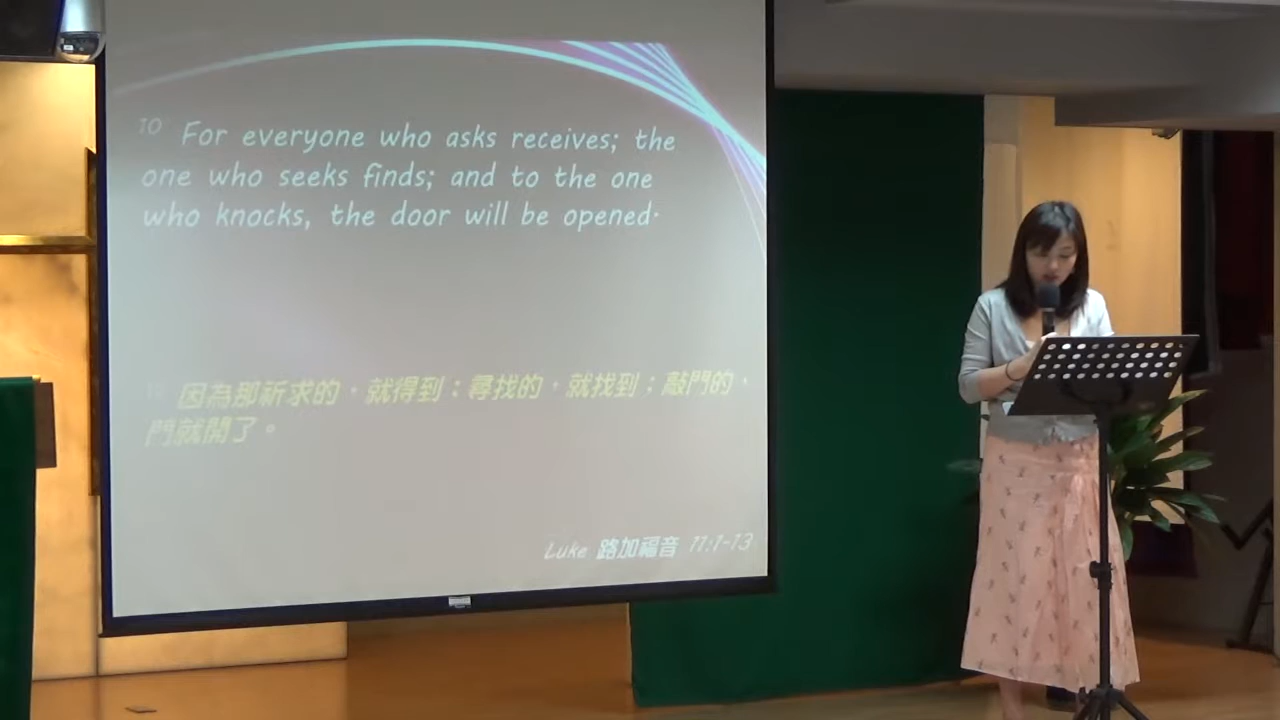 10 For everyone who asks receives; the
one who seeks finds; and to the one
who knocks, the door will be opened.
因為那祈求的，就得到；尋找的，就找到；敲門的，
門就開了。
Luke 路加福音 11:1-13